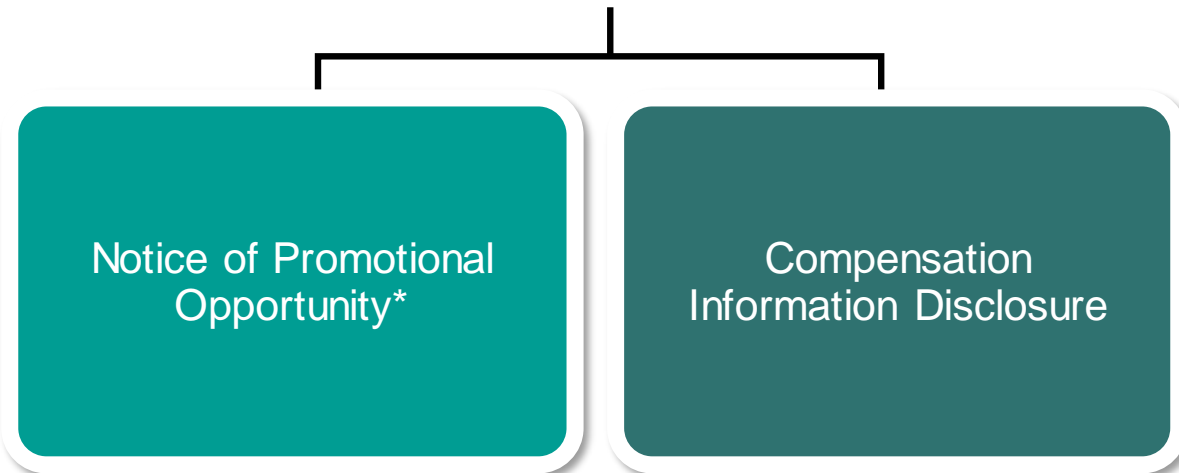 Notice of Promotional
Opportunity*
Compensation
Information Disclosure